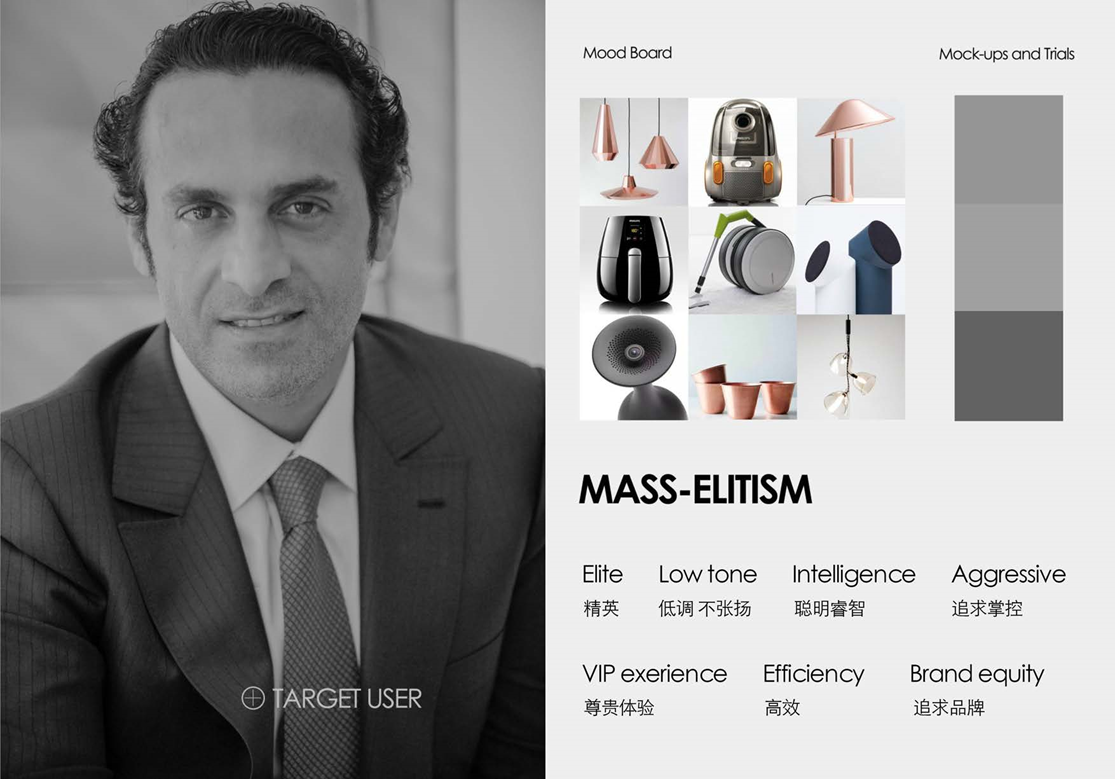 Mood Board
Mock-ups and Trials
PHILIPS
MASS-ELITISM
Elite Low tone Intelligence Aggressive
精英 低调 不张扬 聪明睿智 追求掌控
VIP exerience Efficiency Brand equity
尊贵体验 高效 追求品牌
TARGET USER